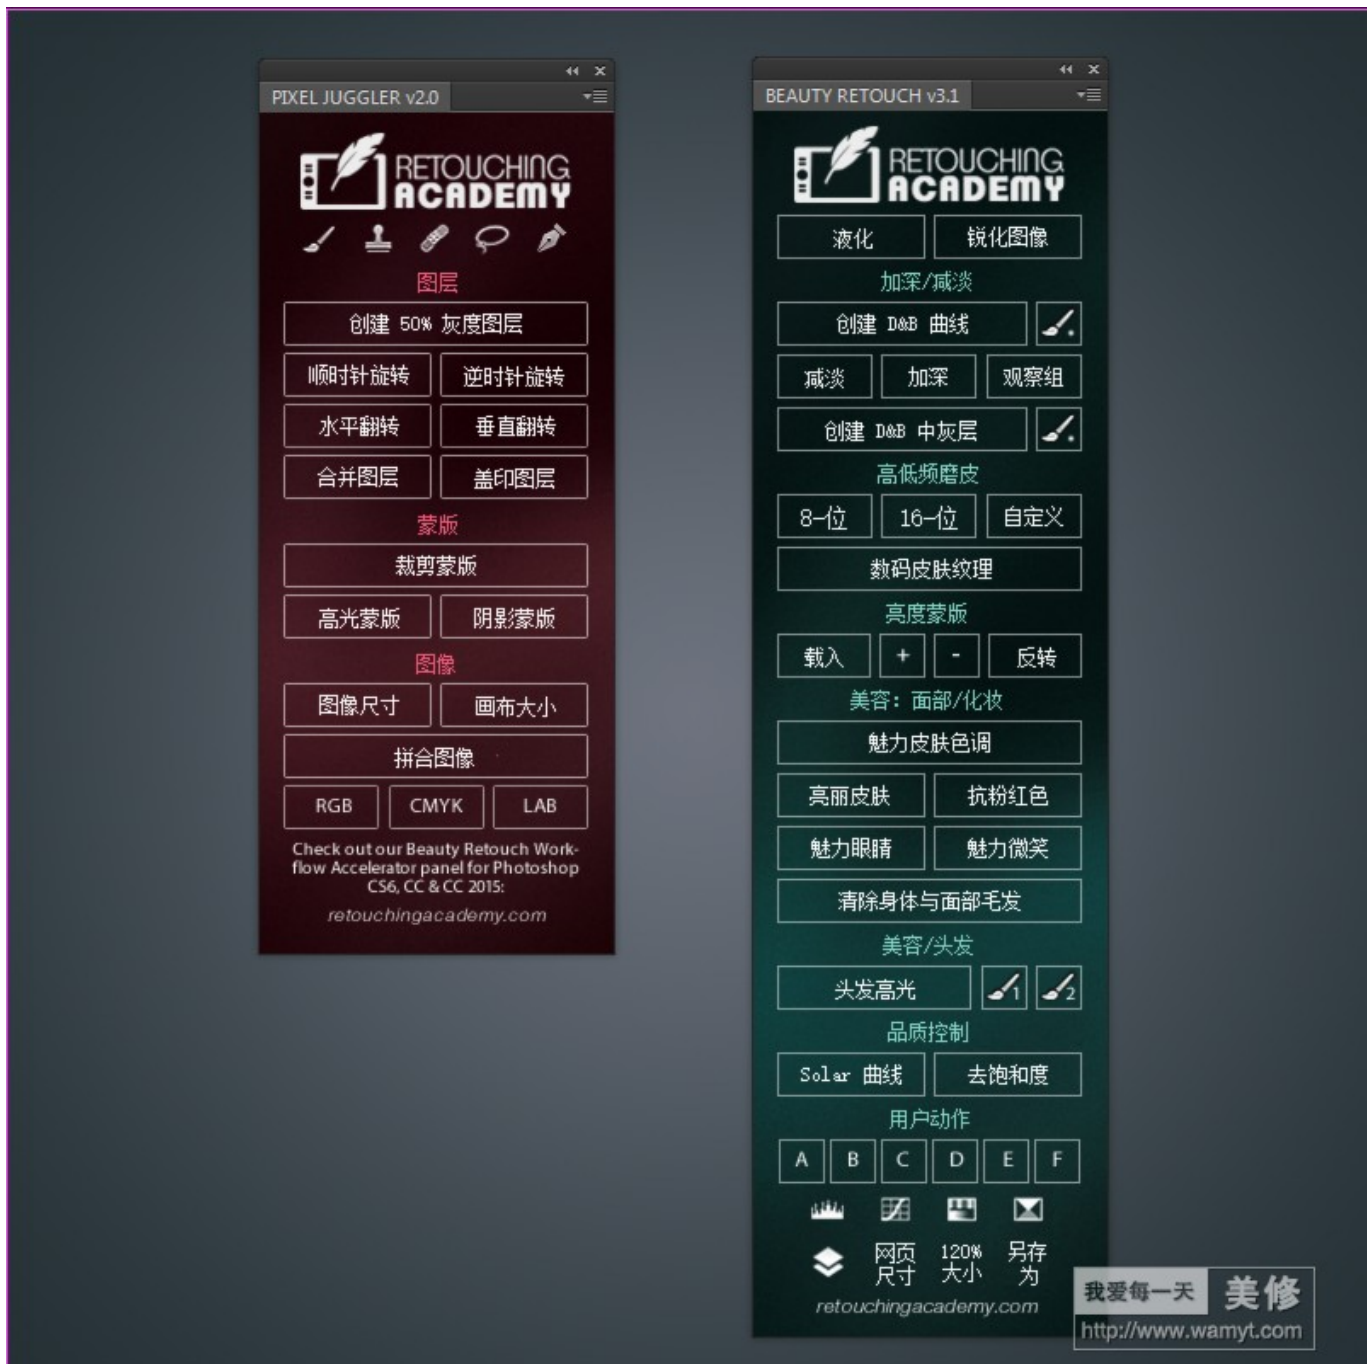 PIXEL JUGGLER v2.0
RETOUCHING
ACADEMY
图层
创建 50% 灰度图层
顺时针旋转 逆时针旋转
水平翻转 垂直翻转
合并图层 盖印图层
蒙版
裁剪蒙版
高光蒙版 阴影蒙版
图像
图像尺寸 画布大小
拼合图像
RGB CMYK LAB
Check out our Beauty Retouch Work-
flow Accelerator panel for Photoshop
CS6, CC & CC 2015:
retouchingacademy.com
BEAUTY RETOUCH v3.1
RETOUCHING
ACADEMY
液化 锐化图像
加深/减淡
创建 D&B 曲线
减淡 加深 观察组
创建 D&B 中灰层
高低频磨皮
8-位 16-位 自定义
数码皮肤纹理
亮度蒙版
载入 + - 反转
美容: 面部/化妆
魅力皮肤色调
亮丽皮肤 抗粉红色
魅力眼睛 魅力微笑
清除身体与面部毛发
美容/头发
头发高光 1 2
品质控制
Solar 曲线 去饱和度
用户动作
A B C D E F
网页 120% 另存
尺寸 大小 为
retouchingacademy.com
我爱每一天 美修
http://www.wamyt.com